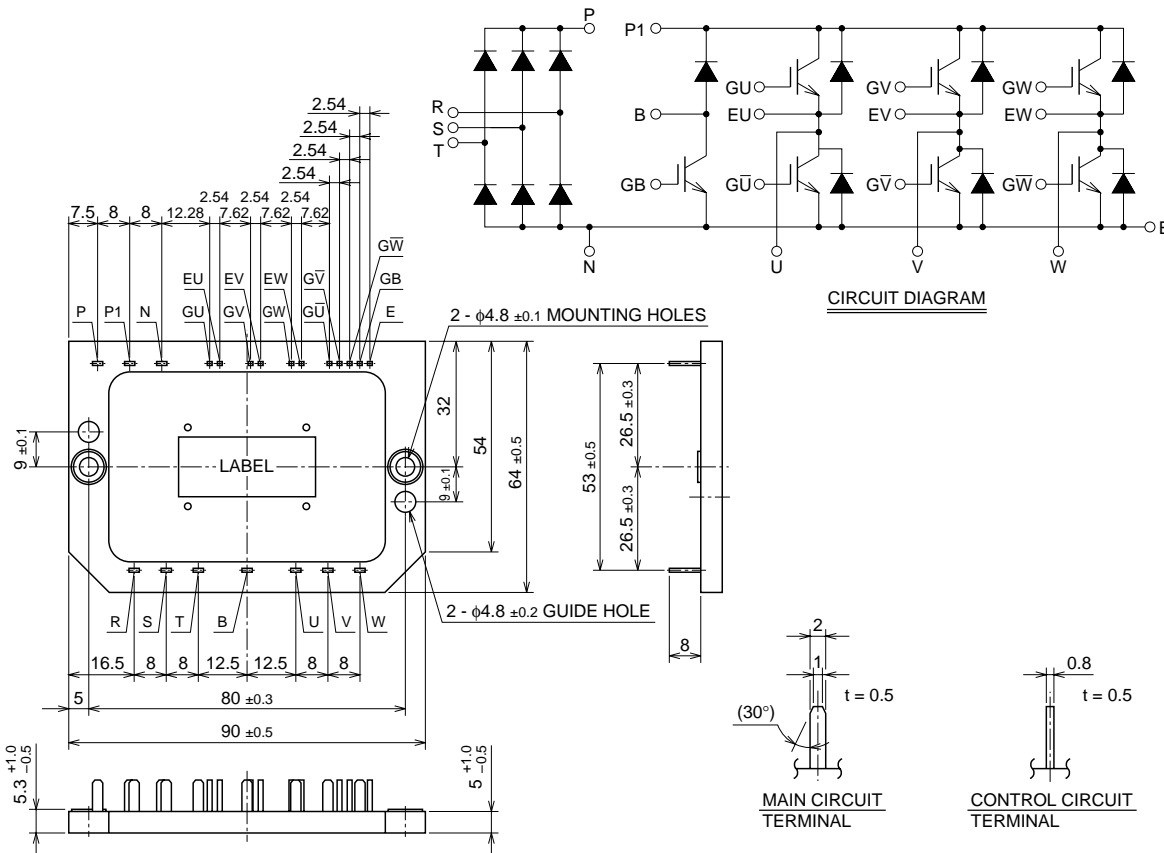 P
P1
R
S
T
B
GU
GV
GW
EU
EV
EW
GB
GU̅
GV̅
GW̅
E
N
U
V
W
CIRCUIT DIAGRAM
2.54
2.54
2.54
2.54
2.54 2.54 2.54
7.5 8 8 12.28 7.62 7.62 7.62
GW̅
EU EV EW GV̅ GB
P P1 N GU GV GW GU̅ E
2 - φ4.8 ±0.1 MOUNTING HOLES
9 ±0.1
LABEL
9 ±0.1
32
54
64 ±0.5
53 ±0.5
26.5 ±0.3
26.5 ±0.3
8
R S T B U V W
2 - φ4.8 ±0.2 GUIDE HOLE
16.5 8 8 12.5 12.5 8 8
5 80 ±0.3
90 ±0.5
5.3 +1.0 −0.5
5 +1.0 −0.5
2
1
t = 0.5
(30°)
MAIN CIRCUIT
TERMINAL
0.8
t = 0.5
CONTROL CIRCUIT
TERMINAL